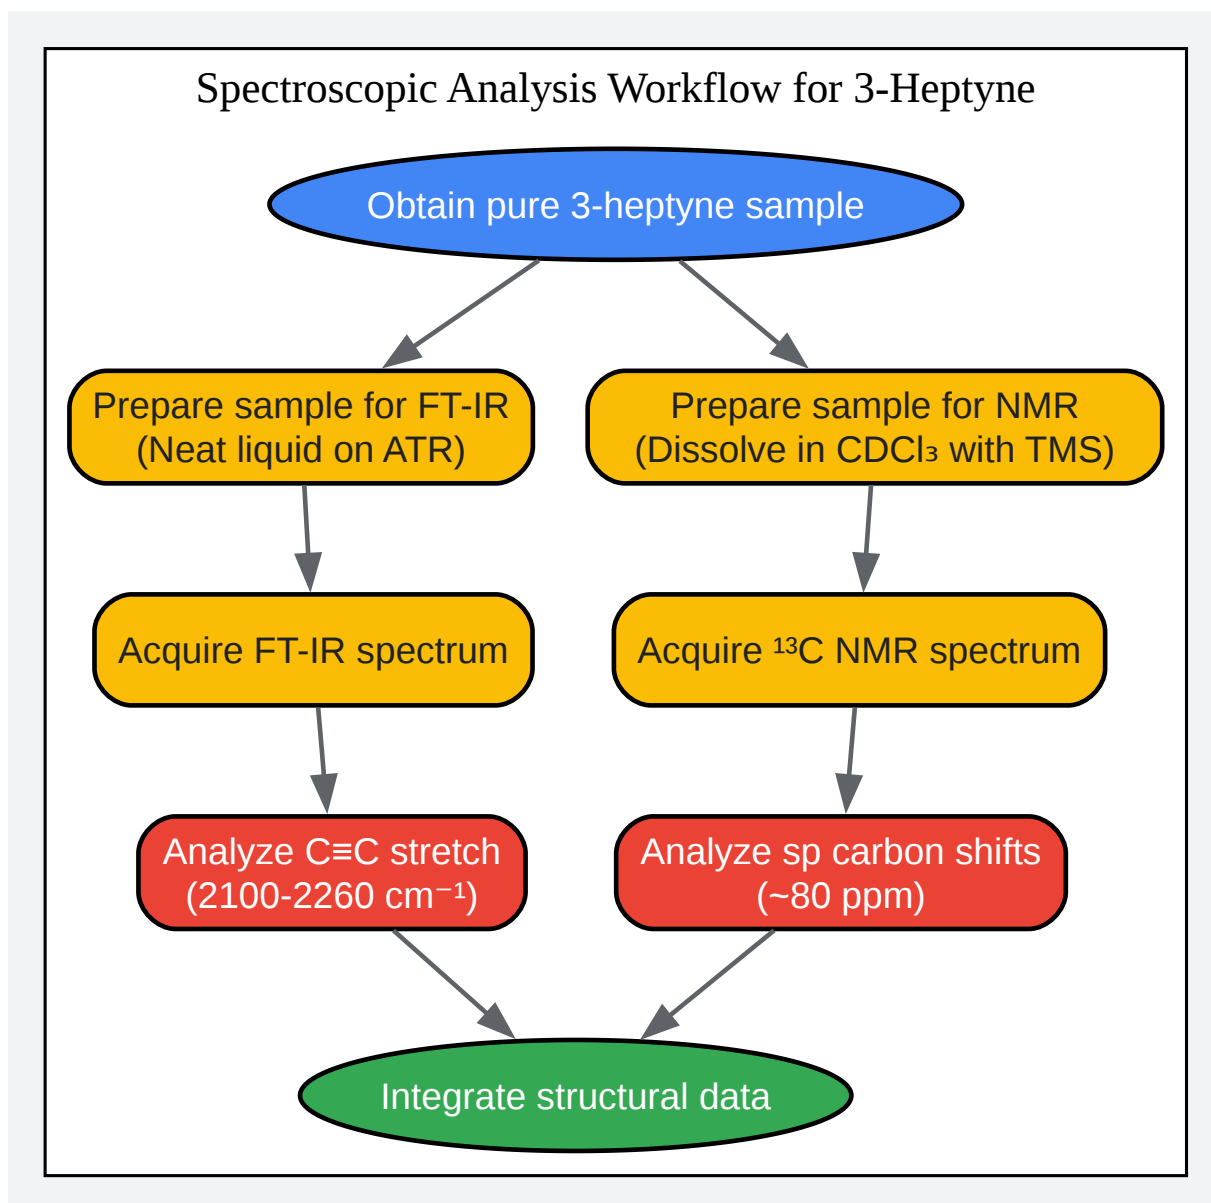 Spectroscopic Analysis Workflow for 3-Heptyne
Obtain pure 3-heptyne sample
Prepare sample for FT-IR
(Neat liquid on ATR)
Prepare sample for NMR
(Dissolve in CDCl₃ with TMS)
Acquire FT-IR spectrum
Acquire ¹³C NMR spectrum
Analyze C≡C stretch
(2100-2260 cm⁻¹)
Analyze sp carbon shifts
(~80 ppm)
Integrate structural data